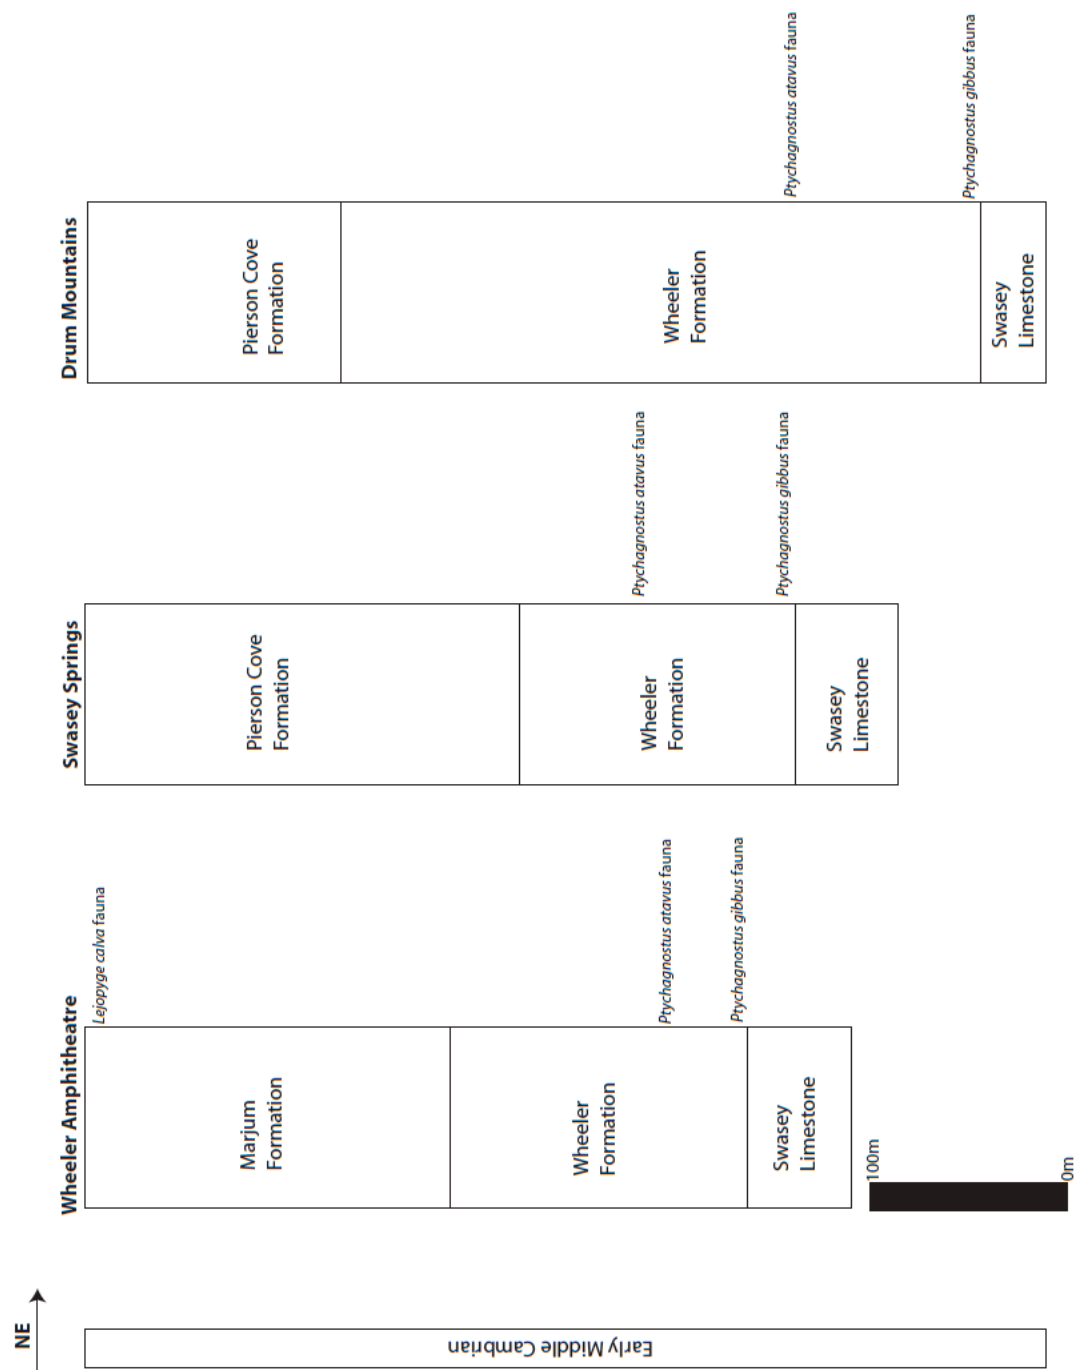 NE
Early Middle Cambrian
Wheeler Amphitheatre
Lejopyge calva fauna
Marjum
Formation
Ptychagnostus atavus fauna
Wheeler
Formation
Ptychagnostus gibbus fauna
Swasey
Limestone
100m
0m
Swasey Springs
Pierson Cove
Formation
Ptychagnostus atavus fauna
Wheeler
Formation
Ptychagnostus gibbus fauna
Swasey
Limestone
Drum Mountains
Pierson Cove
Formation
Ptychagnostus atavus fauna
Wheeler
Formation
Ptychagnostus gibbus fauna
Swasey
Limestone